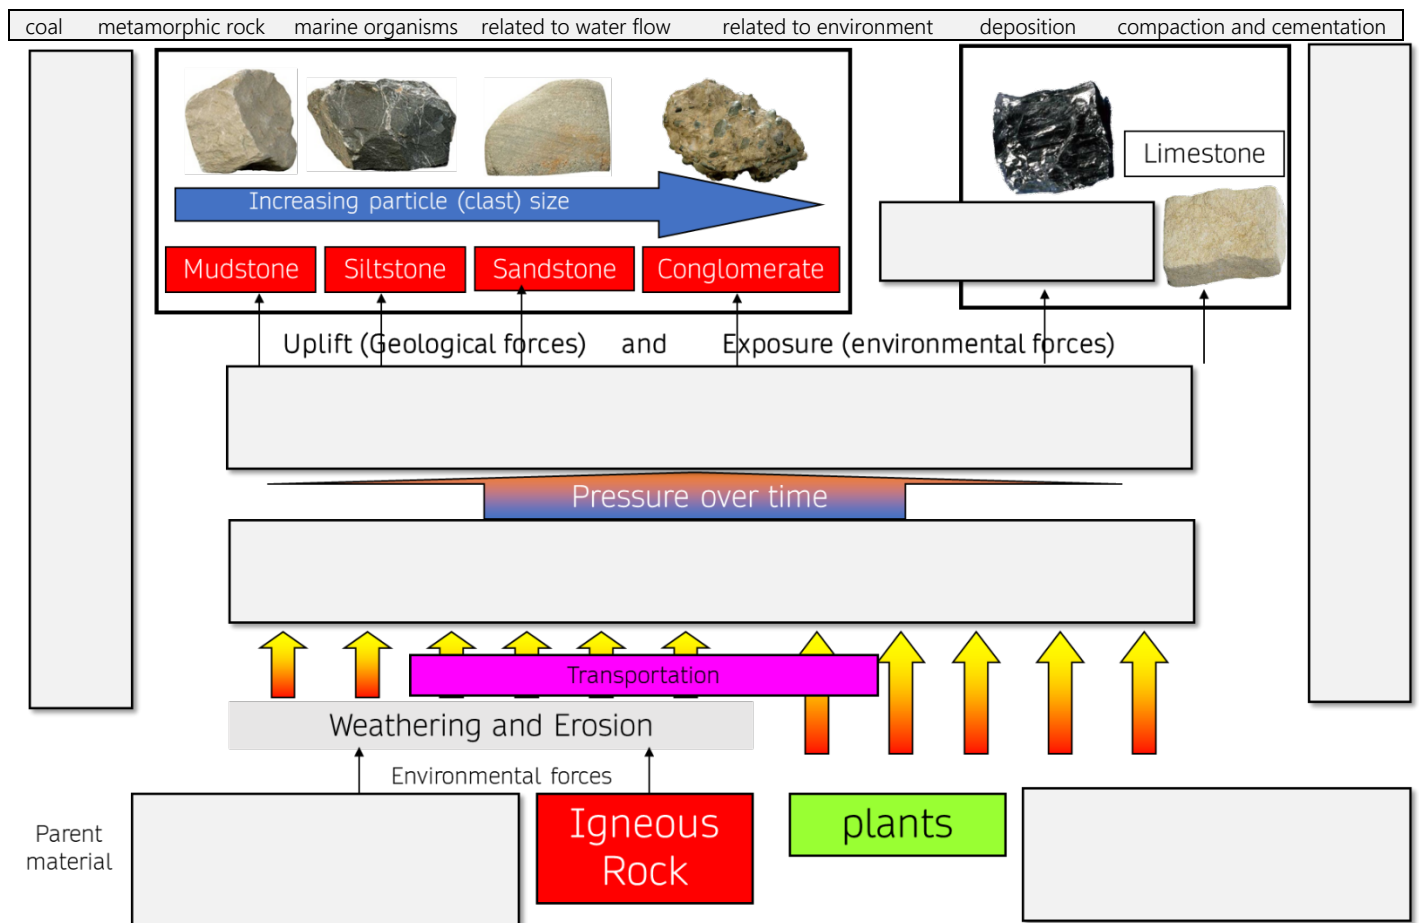 coal metamorphic rock marine organisms related to water flow related to environment deposition compaction and cementation
Limestone
Increasing particle (clast) size
Mudstone Siltstone Sandstone Conglomerate
Uplift (Geological forces) and Exposure (environmental forces)
Pressure over time
Transportation
Weathering and Erosion
Environmental forces
Parent
material
Igneous
Rock
plants